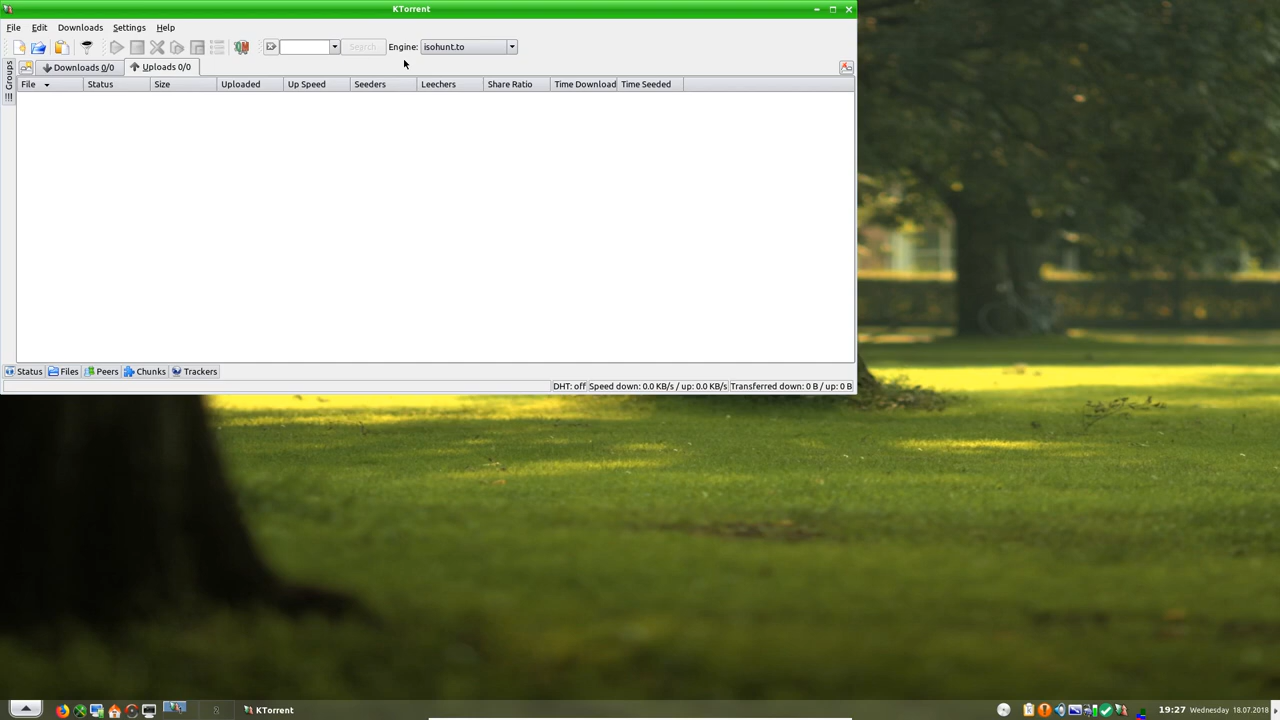 KTorrent
File Edit Downloads Settings Help
Search Engine: isohunt.to
Groups
Downloads 0/0 Uploads 0/0
File Status Size Uploaded Up Speed Seeders Leechers Share Ratio Time Download Time Seeded
Status Files Peers Chunks Trackers
DHT: off Speed down: 0.0 KB/s / up: 0.0 KB/s Transferred down: 0 B / up: 0 B
2 KTorrent 19:27 Wednesday 18.07.2018